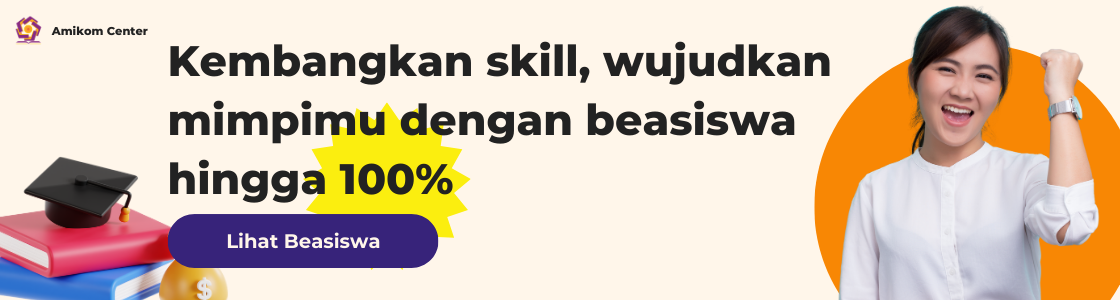 Amikom Center
Kembangkan skill, wujudkan
mimpimu dengan beasiswa
hingga 100%
Lihat Beasiswa
$